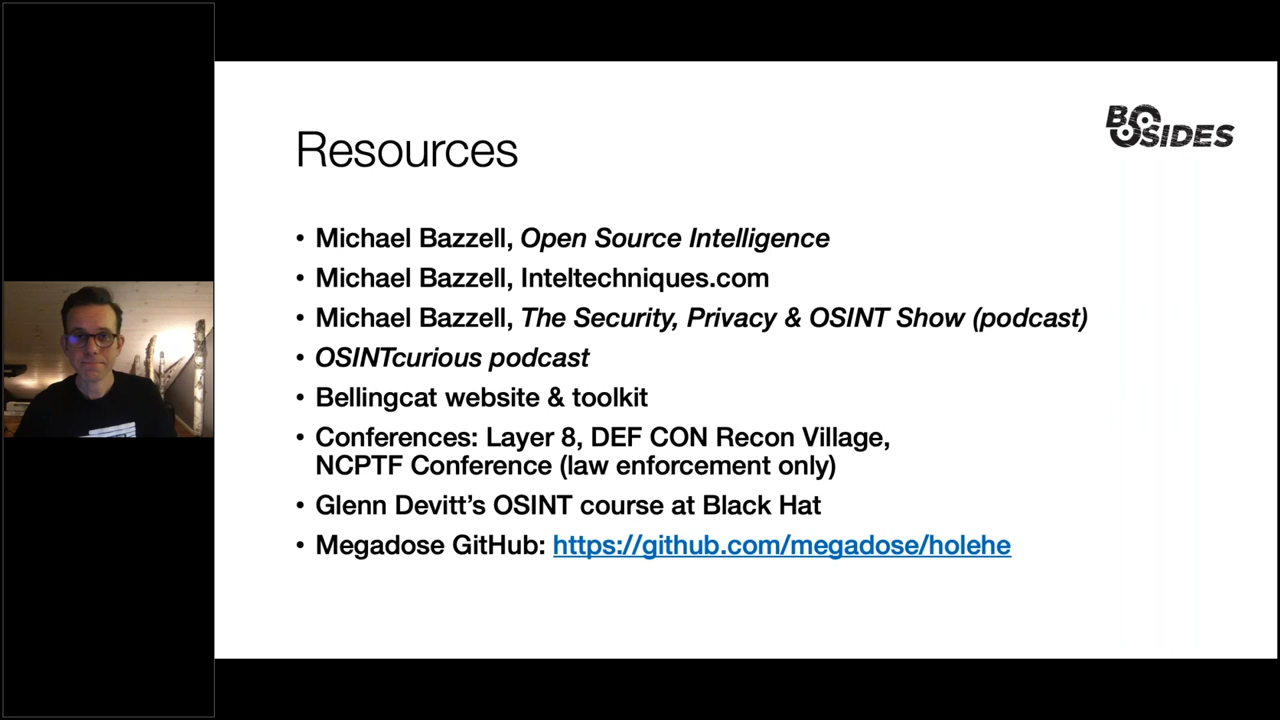 BOOSIDES
Resources
• Michael Bazzell, Open Source Intelligence
• Michael Bazzell, Inteltechniques.com
• Michael Bazzell, The Security, Privacy & OSINT Show (podcast)
• OSINTcurious podcast
• Bellingcat website & toolkit
• Conferences: Layer 8, DEF CON Recon Village,
NCPTF Conference (law enforcement only)
• Glenn Devitt’s OSINT course at Black Hat
• Megadose GitHub: https://github.com/megadose/holehe